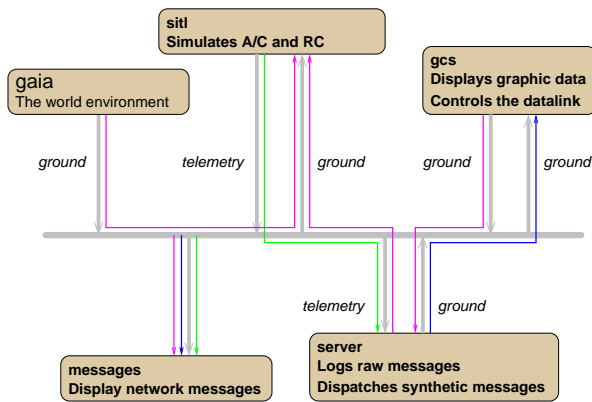 sitl
Simulates A/C and RC
gaia
The world environment
gcs
Displays graphic data
Controls the datalink
ground
telemetry
ground
ground
ground
telemetry
ground
messages
Display network messages
server
Logs raw messages
Dispatches synthetic messages